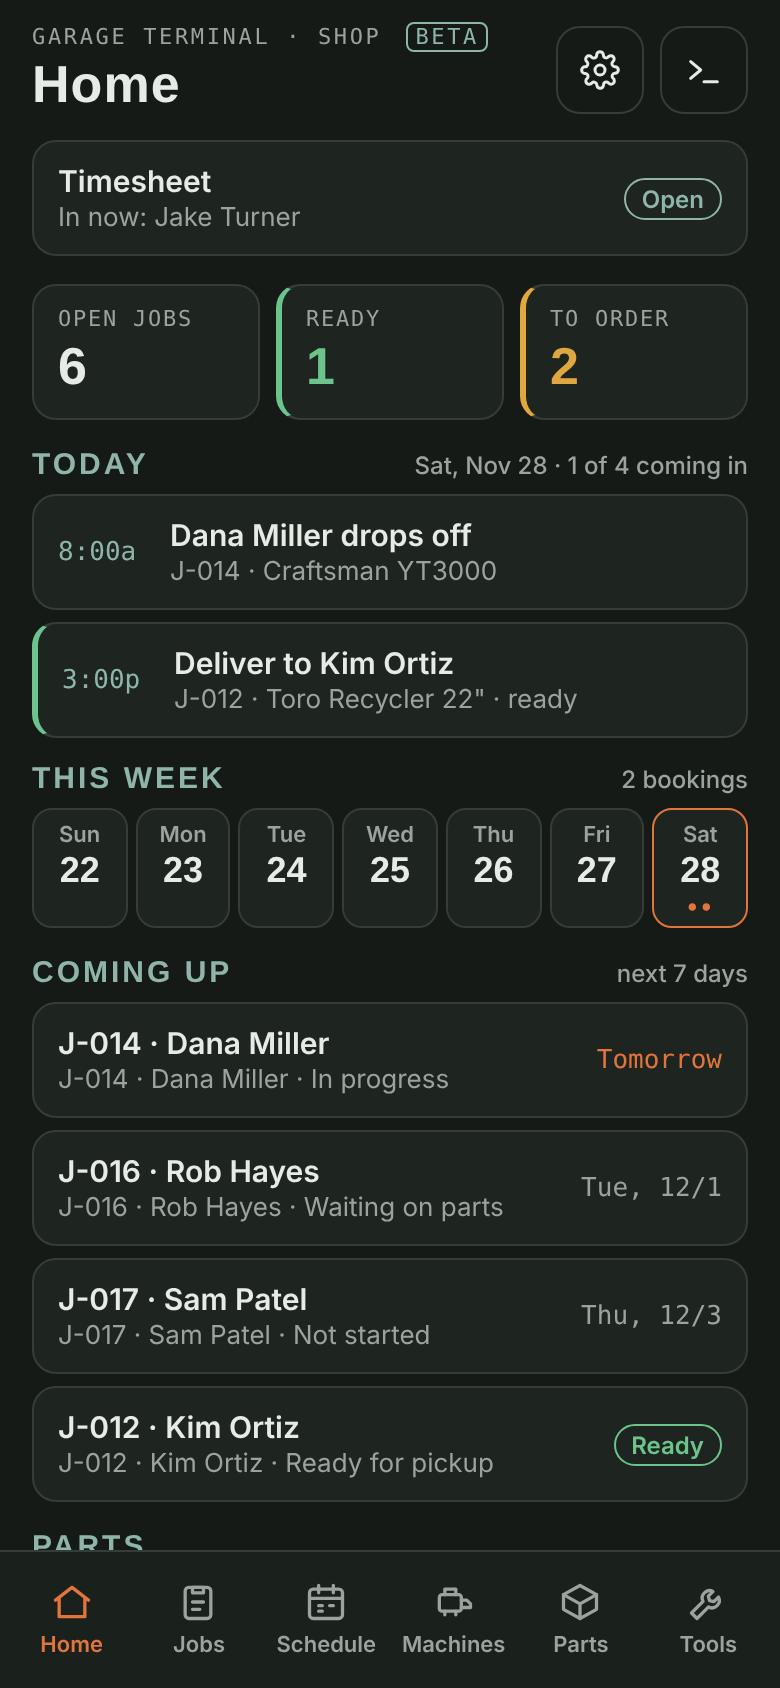 GARAGE TERMINAL · SHOP BETA
Home
Timesheet
In now: Jake Turner
Open
OPEN JOBS
6
READY
1
TO ORDER
2
TODAY
Sat, Nov 28 · 1 of 4 coming in
8:00a
Dana Miller drops off
J-014 · Craftsman YT3000
3:00p
Deliver to Kim Ortiz
J-012 · Toro Recycler 22" · ready
THIS WEEK
2 bookings
Sun
22
Mon
23
Tue
24
Wed
25
Thu
26
Fri
27
Sat
28
COMING UP
next 7 days
J-014 · Dana Miller
J-014 · Dana Miller · In progress
Tomorrow
J-016 · Rob Hayes
J-016 · Rob Hayes · Waiting on parts
Tue, 12/1
J-017 · Sam Patel
J-017 · Sam Patel · Not started
Thu, 12/3
J-012 · Kim Ortiz
J-012 · Kim Ortiz · Ready for pickup
Ready
PARTS
Home
Jobs
Schedule
Machines
Parts
Tools